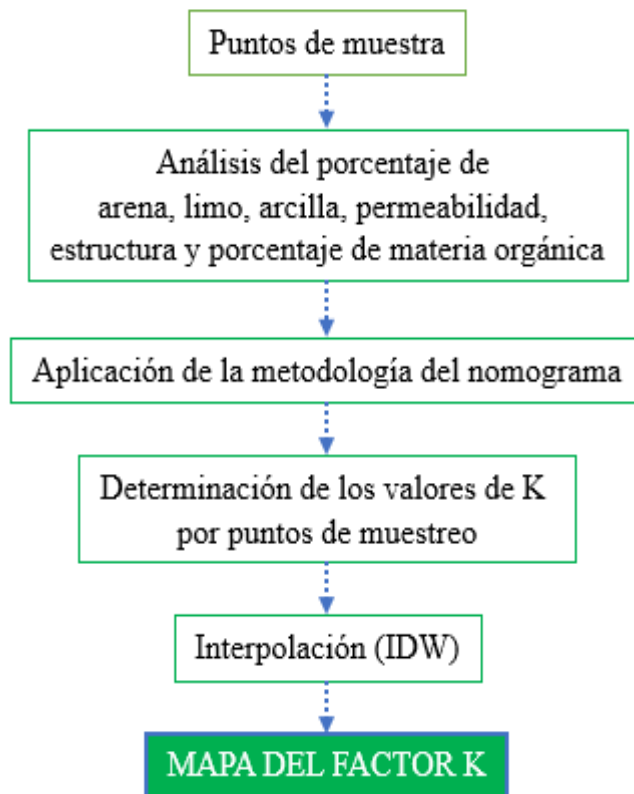 Puntos de muestra
Análisis del porcentaje de
arena, limo, arcilla, permeabilidad,
estructura y porcentaje de materia orgánica
Aplicación de la metodología del nomograma
Determinación de los valores de K
por puntos de muestreo
Interpolación (IDW)
MAPA DEL FACTOR K